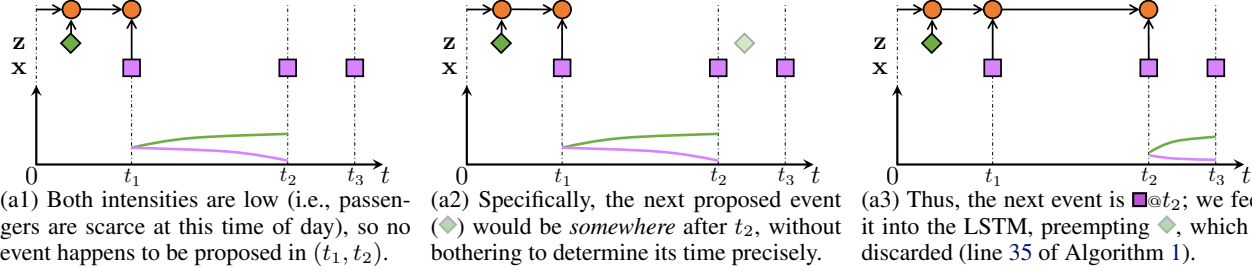 z
x
0
t₁
t₂
t₃
t
z
x
0
t₁
t₂
t₃
t
z
x
0
t₁
t₂
t₃
t
(a1) Both intensities are low (i.e., passen-
gers are scarce at this time of day), so no
event happens to be proposed in (t₁, t₂).
(a2) Specifically, the next proposed event
(◆) would be somewhere after t₂, without
bothering to determine its time precisely.
(a3) Thus, the next event is ■@t₂; we fee
it into the LSTM, preempting ◆, which
discarded (line 35 of Algorithm 1).